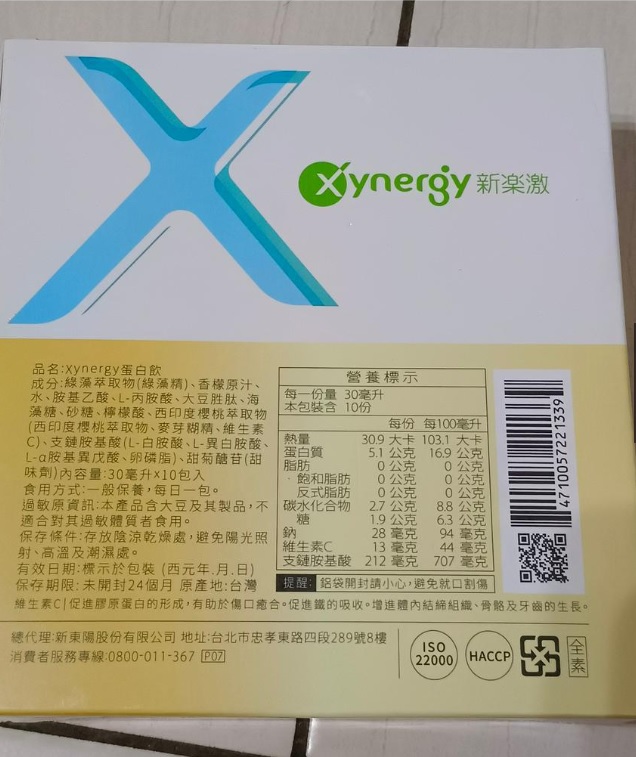 Xynergy 新楽激
品名:Xynergy蛋白飲
成分:綠藻萃取物(綠藻精)、香檬原汁、
水、胺基乙酸、L-丙胺酸、大豆胜肽、海
藻糖、砂糖、檸檬酸、西印度櫻桃萃取物
(西印度櫻桃萃取物、麥芽糊精、維生素
C)、支鏈胺基酸(L-白胺酸、L-異白胺酸、
L-α胺基異戊酸、卵磷脂)、甜菊醣苷(甜
味劑)內容量:30毫升x10包入
食用方式:一般保養,每日一包。
過敏原資訊:本產品含大豆及其製品,不
適合對其過敏體質者食用。
保存條件:存放陰涼乾燥處,避免陽光照
射、高溫及潮濕處。
有效日期:標示於包裝 (西元年.月.日)
保存期限:未開封24個月 原產地:台灣
營養標示
每一份量 30毫升
本包裝含 10份
每份 每100毫升
熱量 30.9 大卡 103.1 大卡
蛋白質 5.1 公克 16.9 公克
脂肪 0 公克 0 公克
飽和脂肪 0 公克 0 公克
反式脂肪 0 公克 0 公克
碳水化合物 2.7 公克 8.8 公克
糖 1.9 公克 6.3 公克
鈉 28 毫克 94 毫克
維生素C 13 毫克 44 毫克
支鏈胺基酸 212 毫克 707 毫克
提醒: 鋁袋開封請小心,避免就口割傷
4710057221339
維生素C|促進膠原蛋白的形成,有助於傷口癒合。促進鐵的吸收。增進體內結締組織、骨骼及牙齒的生長。
總代理:新東陽股份有限公司 地址:台北市忠孝東路四段289號8樓
消費者服務專線:0800-011-367 P07
ISO
22000
HACCP
全素